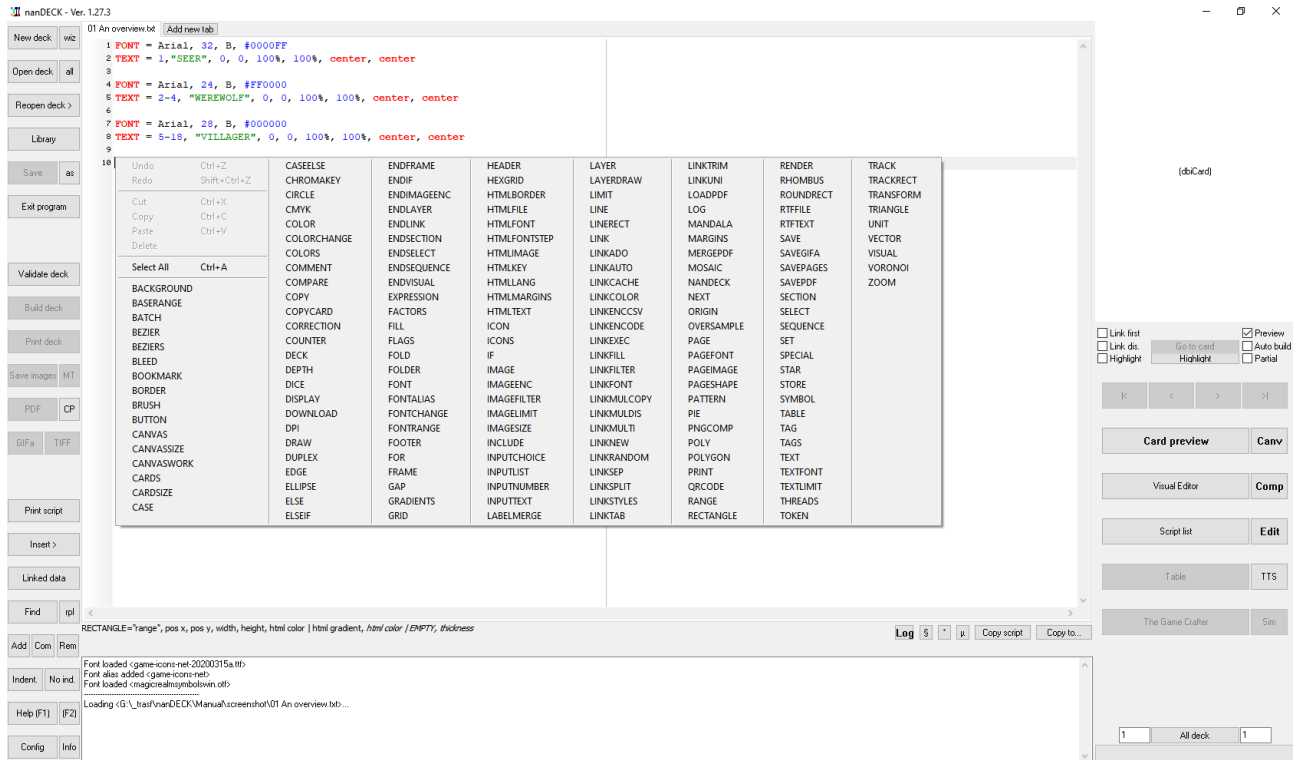 nanDECK - Ver. 1.27.3
New deck wiz
Open deck all
Reopen deck >
Library
Save as
Exit program
Validate deck
Build deck
Print deck
Save images MT
PDF CP
GIFa TIFF
Print script
Insert >
Linked data
Find rpl
Add Com Rem
Indent. No ind.
Help (F1) (F2)
Config Info
01 An overview.txt Add new tab
1 FONT = Arial, 32, B, #0000FF
2 TEXT = 1,"SEER", 0, 0, 100%, 100%, center, center
3
4 FONT = Arial, 24, B, #FF0000
5 TEXT = 2-4, "WEREWOLF", 0, 0, 100%, 100%, center, center
6
7 FONT = Arial, 28, B, #000000
8 TEXT = 5-18, "VILLAGER", 0, 0, 100%, 100%, center, center
9
10
Undo Ctrl+Z
Redo Shift+Ctrl+Z
Cut Ctrl+X
Copy Ctrl+C
Paste Ctrl+V
Delete
Select All Ctrl+A
BACKGROUND
BASERANGE
BATCH
BEZIER
BEZIERS
BLEED
BOOKMARK
BORDER
BRUSH
BUTTON
CANVAS
CANVASSIZE
CANVASWORK
CARDS
CARDSIZE
CASE
CASEELSE
CHROMAKEY
CIRCLE
CMYK
COLOR
COLORCHANGE
COLORS
COMMENT
COMPARE
COPY
COPYCARD
CORRECTION
COUNTER
DECK
DEPTH
DICE
DISPLAY
DOWNLOAD
DPI
DRAW
DUPLEX
EDGE
ELLIPSE
ELSE
ELSEIF
ENDFRAME
ENDIF
ENDIMAGEENC
ENDLAYER
ENDLINK
ENDSECTION
ENDSELECT
ENDSEQUENCE
ENDVISUAL
EXPRESSION
FACTORS
FILL
FLAGS
FOLD
FOLDER
FONT
FONTALIAS
FONTCHANGE
FONTRANGE
FOOTER
FOR
FRAME
GAP
GRADIENTS
GRID
HEADER
HEXGRID
HTMLBORDER
HTMLFILE
HTMLFONT
HTMLFONTSTEP
HTMLIMAGE
HTMLKEY
HTMLLANG
HTMLMARGINS
HTMLTEXT
ICON
ICONS
IF
IMAGE
IMAGEENC
IMAGEFILTER
IMAGELIMIT
IMAGESIZE
INCLUDE
INPUTCHOICE
INPUTLIST
INPUTNUMBER
INPUTTEXT
LABELMERGE
LAYER
LAYERDRAW
LIMIT
LINE
LINERECT
LINK
LINKADO
LINKAUTO
LINKCACHE
LINKCOLOR
LINKENCCSV
LINKENCODE
LINKEXEC
LINKFILL
LINKFILTER
LINKFONT
LINKMULCOPY
LINKMULDIS
LINKMULTI
LINKNEW
LINKRANDOM
LINKSEP
LINKSPLIT
LINKSTYLES
LINKTAB
LINKTRIM
LINKUNI
LOADPDF
LOG
MANDALA
MARGINS
MERGEPDF
MOSAIC
NANDECK
NEXT
ORIGIN
OVERSAMPLE
PAGE
PAGEFONT
PAGEIMAGE
PAGESHAPE
PATTERN
PIE
PNGCOMP
POLY
POLYGON
PRINT
QRCODE
RANGE
RECTANGLE
RENDER
RHOMBUS
ROUNDRECT
RTFFILE
RTFTEXT
SAVE
SAVEGIFA
SAVEPAGES
SAVEPDF
SECTION
SELECT
SEQUENCE
SET
SPECIAL
STAR
STORE
SYMBOL
TABLE
TAG
TAGS
TEXT
TEXTFONT
TEXTLIMIT
THREADS
TOKEN
TRACK
TRACKRECT
TRANSFORM
TRIANGLE
UNIT
VECTOR
VISUAL
VORONOI
ZOOM
RECTANGLE="range", pos x, pos y, width, height, html color | html gradient, html color | EMPTY, thickness
Log § " µ Copy script Copy to...
Font loaded <game-icons-net-20200315a.ttf>
Font alias added <game-icons-net>
Font loaded <magicrealmsymbolswin.otf>
------------------------------------------------
Loading <G:\_trasf\nanDECK\Manual\screenshot\01 An overview.txt>...
(dbiCard)
Link first Preview
Link dis. Go to card Auto build
Highlight Highlight Partial
|< < > >|
Card preview Canv
Visual Editor Comp
Script list Edit
Table TTS
The Game Crafter Sim
1 All deck 1